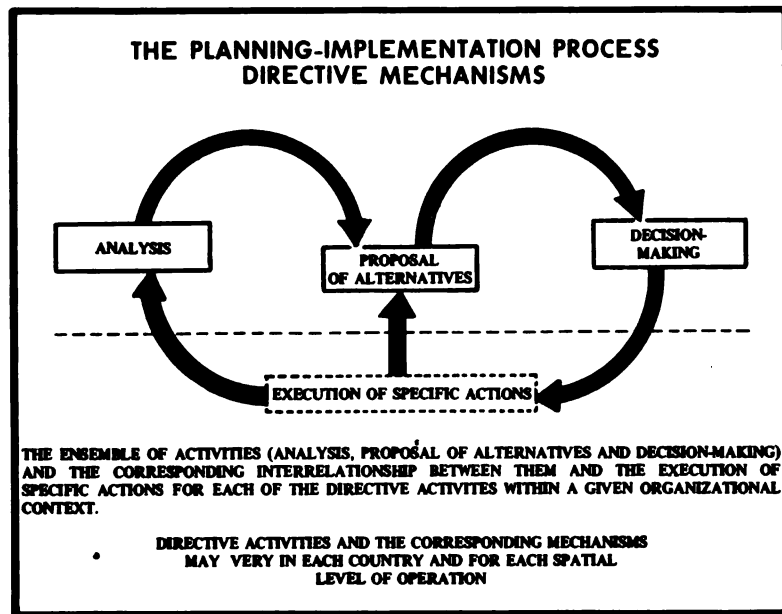 THE PLANNING-IMPLEMENTATION PROCESS
DIRECTIVE MECHANISMS
ANALYSIS
PROPOSAL
OF ALTERNATIVES
DECISION-
MAKING
EXECUTION OF SPECIFIC ACTIONS
THE ENSEMBLE OF ACTIVITIES (ANALYSIS, PROPOSAL OF ALTERNATIVES AND DECISION-MAKING)
AND THE CORRESPONDING INTERRELATIONSHIP BETWEEN THEM AND THE EXECUTION OF
SPECIFIC ACTIONS FOR EACH OF THE DIRECTIVE ACTIVITES WITHIN A GIVEN ORGANIZATIONAL
CONTEXT.
DIRECTIVE ACTIVITIES AND THE CORRESPONDING MECHANISMS
MAY VERY IN EACH COUNTRY AND FOR EACH SPATIAL
LEVEL OF OPERATION